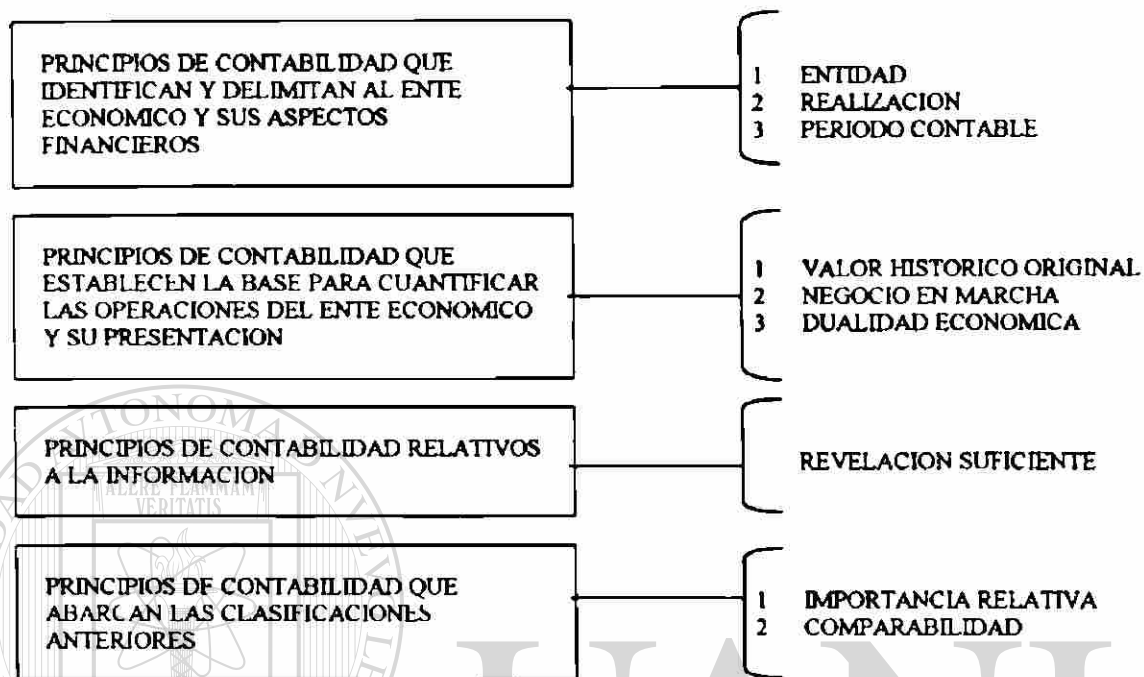 PRINCIPIOS DE CONTABILIDAD QUE
IDENTIFICAN Y DELIMITAN AL ENTE
ECONOMICO Y SUS ASPECTOS
FINANCIEROS
1 ENTIDAD
2 REALIZACION
3 PERIODO CONTABLE
PRINCIPIOS DE CONTABILIDAD QUE
ESTABLECEN LA BASE PARA CUANTIFICAR
LAS OPERACIONES DEL ENTE ECONOMICO
Y SU PRESENTACION
1 VALOR HISTORICO ORIGINAL
2 NEGOCIO EN MARCHA
3 DUALIDAD ECONOMICA
PRINCIPIOS DE CONTABILIDAD RELATIVOS
A LA INFORMACION
REVELACION SUFICIENTE
PRINCIPIOS DE CONTABILIDAD QUE
ABARCAN LAS CLASIFICACIONES
ANTERIORES
1 IMPORTANCIA RELATIVA
2 COMPARABILIDAD
ALERE FLAMMAM
VERITATIS